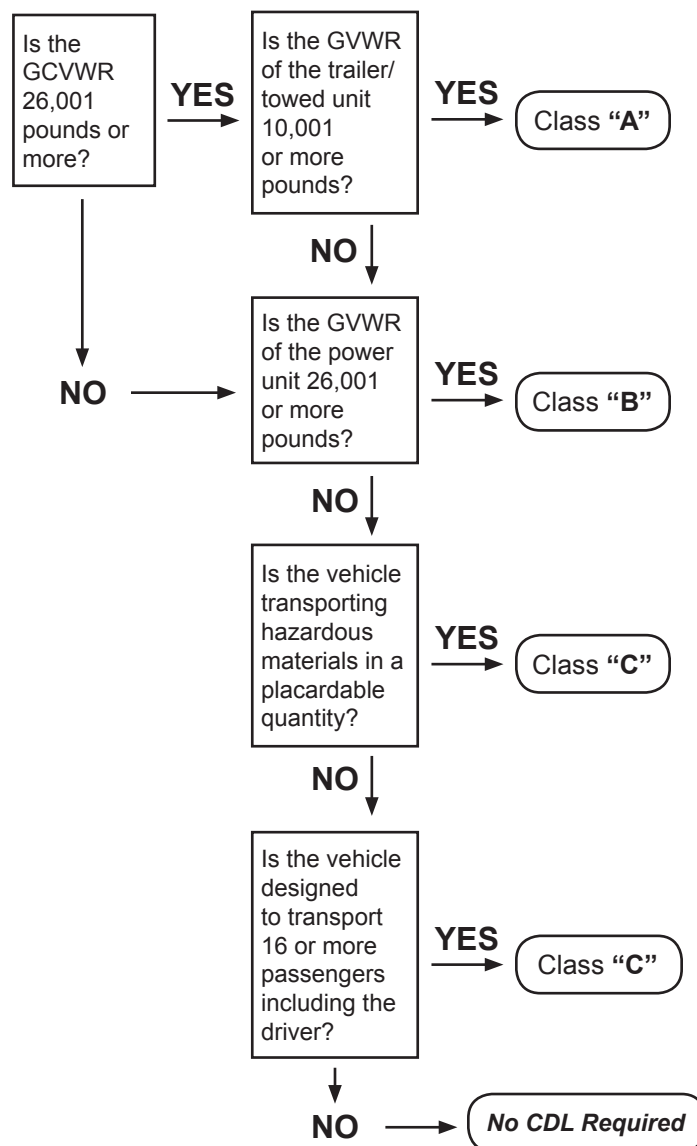 Is the
GCVWR
26,001
pounds or
more?
YES
Is the GVWR
of the trailer/
towed unit
10,001
or more
pounds?
YES
Class “A”
NO
NO
Is the GVWR
of the power
unit 26,001
or more
pounds?
YES
Class “B”
NO
Is the vehicle
transporting
hazardous
materials in a
placardable
quantity?
YES
Class “C”
NO
Is the vehicle
designed
to transport
16 or more
passengers
including the
driver?
YES
Class “C”
NO
No CDL Required